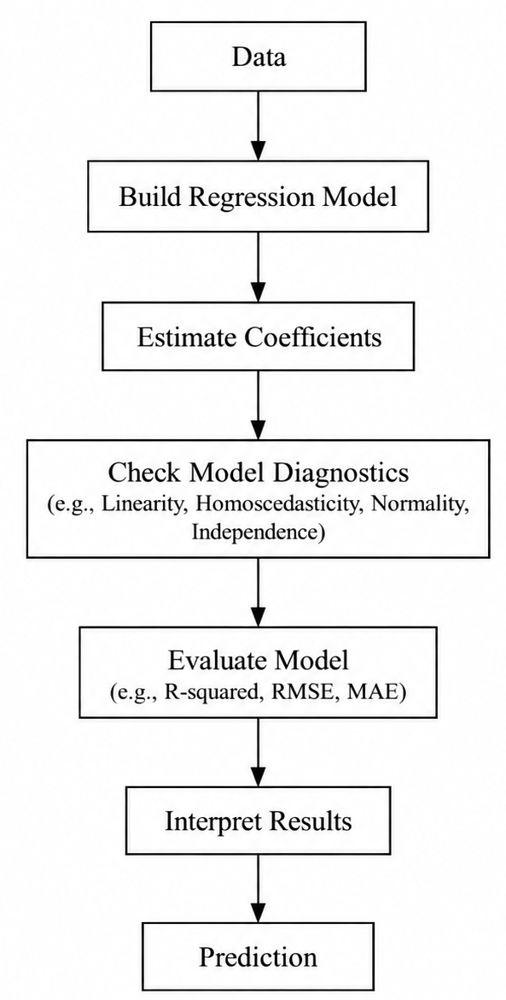 Data
Build Regression Model
Estimate Coefficients
Check Model Diagnostics
(e.g., Linearity, Homoscedasticity, Normality,
Independence)
Evaluate Model
(e.g., R-squared, RMSE, MAE)
Interpret Results
Prediction